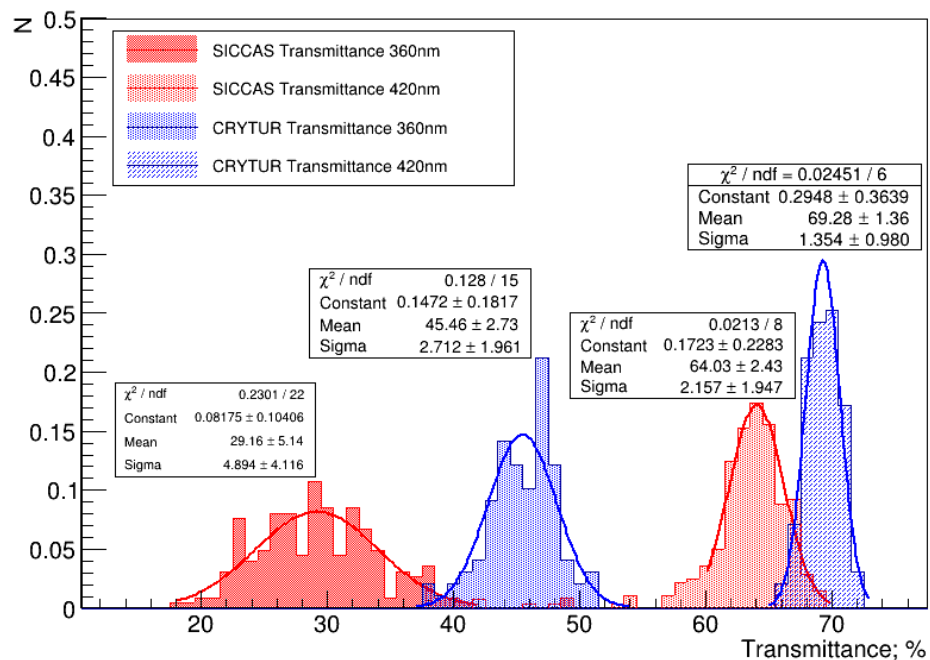 N
0.5
0.45
0.4
0.35
0.3
0.25
0.2
0.15
0.1
0.05
0
SICCAS Transmittance 360nm
SICCAS Transmittance 420nm
CRYTUR Transmittance 360nm
CRYTUR Transmittance 420nm
χ² / ndf = 0.02451 / 6
Constant 0.2948 ± 0.3639
Mean 69.28 ± 1.36
Sigma 1.354 ± 0.980
χ² / ndf 0.128 / 15
Constant 0.1472 ± 0.1817
Mean 45.46 ± 2.73
Sigma 2.712 ± 1.961
χ² / ndf 0.0213 / 8
Constant 0.1723 ± 0.2283
Mean 64.03 ± 2.43
Sigma 2.157 ± 1.947
χ² / ndf 0.2301 / 22
Constant 0.08175 ± 0.10406
Mean 29.16 ± 5.14
Sigma 4.894 ± 4.116
20 30 40 50 60 70
Transmittance; %